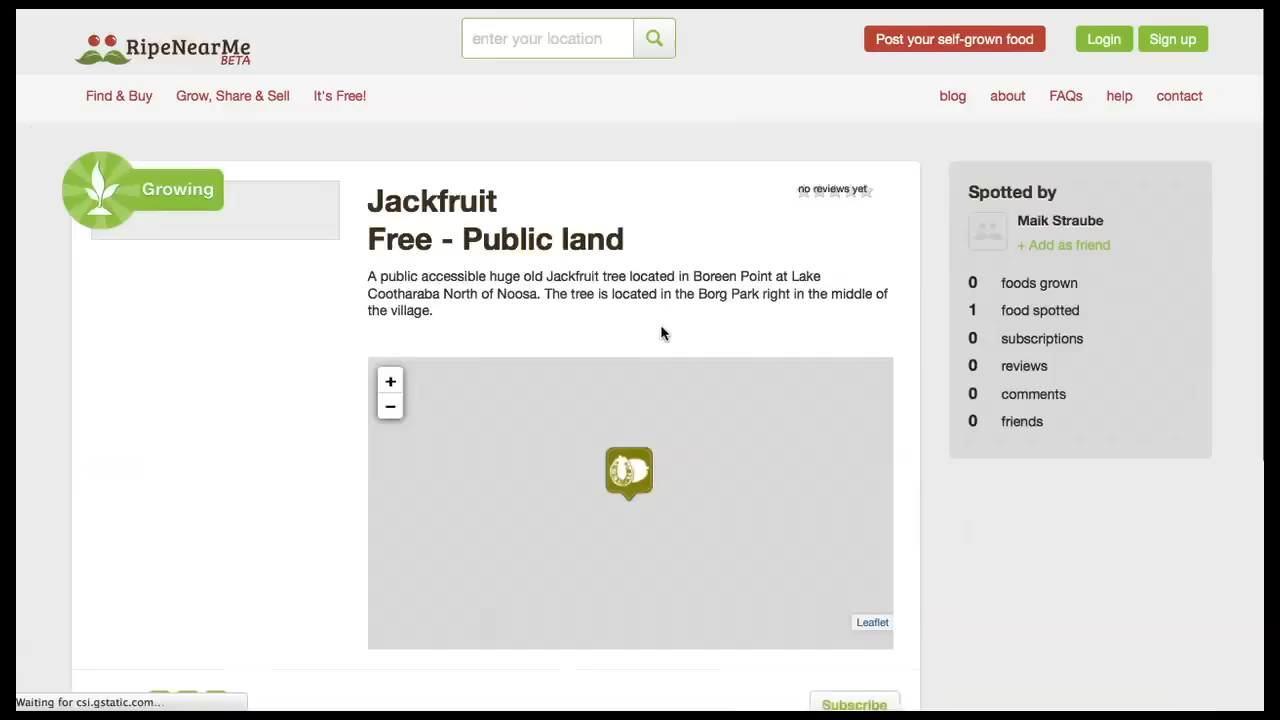 RipeNearMe
BETA
enter your location
Post your self-grown food
Login
Sign up
Find & Buy
Grow, Share & Sell
It's Free!
blog
about
FAQs
help
contact
Growing
Jackfruit
Free - Public land
no reviews yet
A public accessible huge old Jackfruit tree located in Boreen Point at Lake
Cootharaba North of Noosa. The tree is located in the Borg Park right in the middle of
the village.
+
−
Leaflet
Subscribe
Spotted by
Maik Straube
+ Add as friend
0 foods grown
1 food spotted
0 subscriptions
0 reviews
0 comments
0 friends
Waiting for csi.gstatic.com...